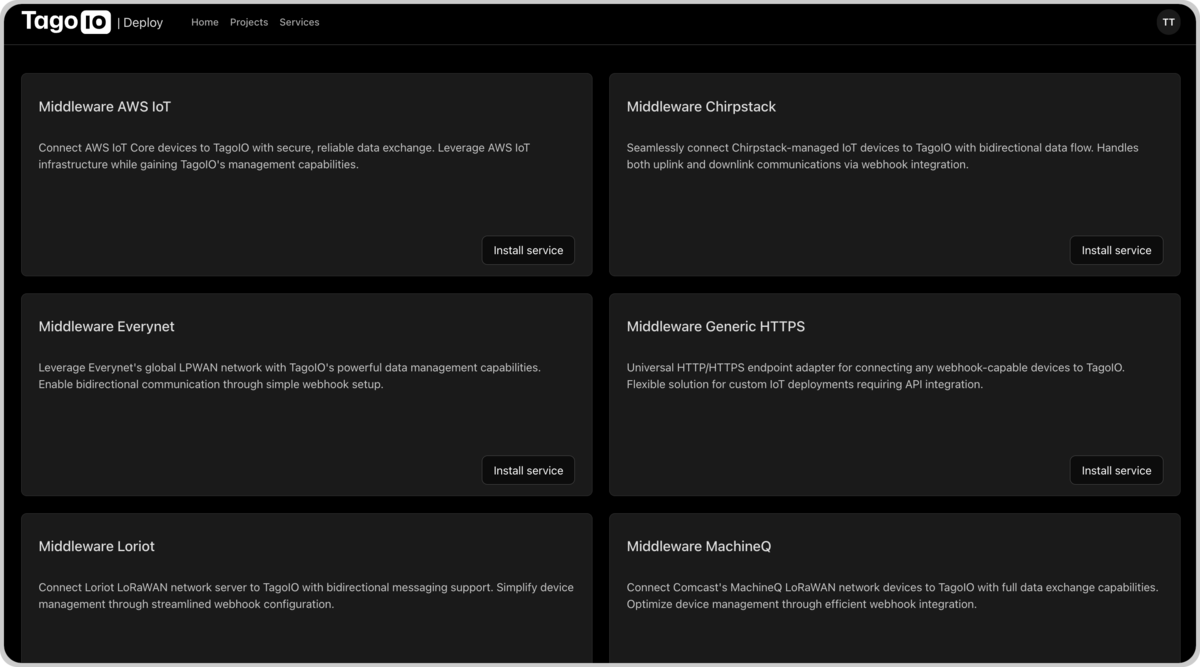 TagoIO | Deploy Home Projects Services TT
Middleware AWS IoT
Connect AWS IoT Core devices to TagoIO with secure, reliable data exchange. Leverage AWS IoT
infrastructure while gaining TagoIO's management capabilities.
Install service
Middleware Chirpstack
Seamlessly connect Chirpstack-managed IoT devices to TagoIO with bidirectional data flow. Handles
both uplink and downlink communications via webhook integration.
Install service
Middleware Everynet
Leverage Everynet's global LPWAN network with TagoIO's powerful data management capabilities.
Enable bidirectional communication through simple webhook setup.
Install service
Middleware Generic HTTPS
Universal HTTP/HTTPS endpoint adapter for connecting any webhook-capable devices to TagoIO.
Flexible solution for custom IoT deployments requiring API integration.
Install service
Middleware Loriot
Connect Loriot LoRaWAN network server to TagoIO with bidirectional messaging support. Simplify device
management through streamlined webhook configuration.
Middleware MachineQ
Connect Comcast's MachineQ LoRaWAN network devices to TagoIO with full data exchange capabilities.
Optimize device management through efficient webhook integration.